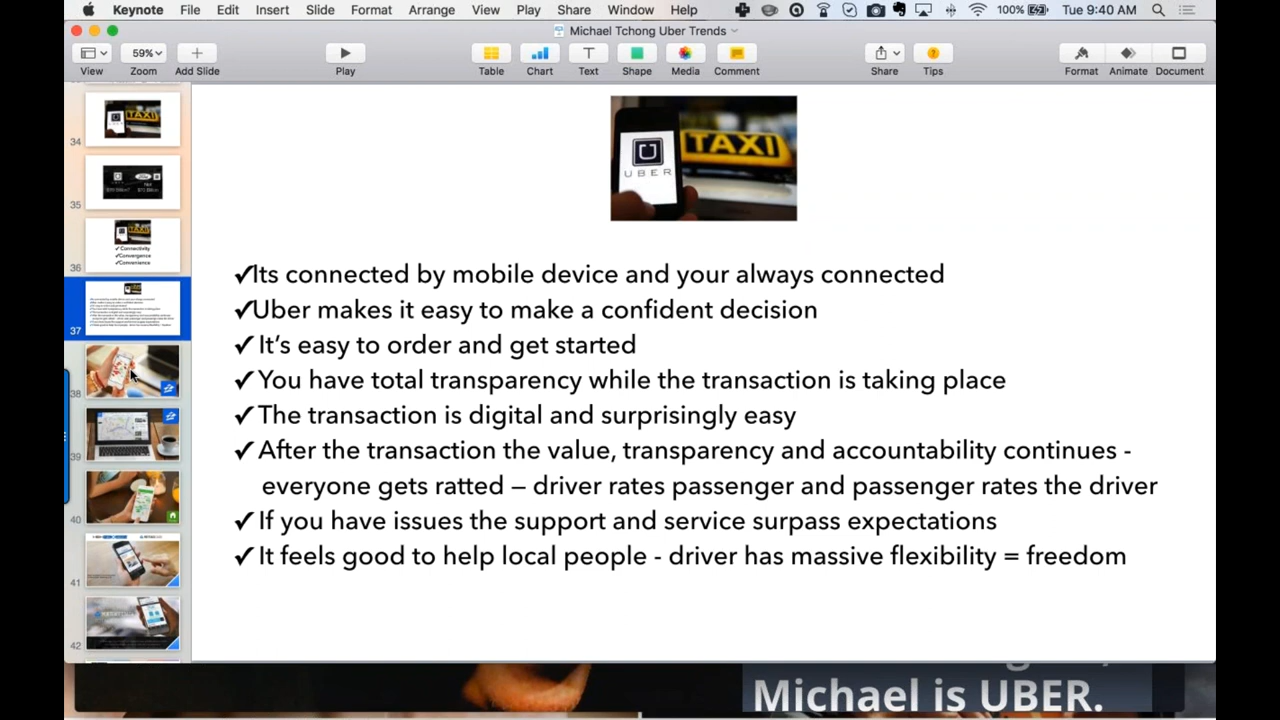 Keynote File Edit Insert Slide Format Arrange View Play Share Window Help 100% Tue 9:40 AM
Michael Tchong Uber Trends
59%
View Zoom Add Slide Play Table Chart Text Shape Media Comment Share Tips Format Animate Document
34
35
36
✓Connectivity
✓Convergence
✓Convenience
37
38
39
40
41
42
UBER
TAXI
✓Its connected by mobile device and your always connected
✓Uber makes it easy to make a confident decision
✓ It’s easy to order and get started
✓ You have total transparency while the transaction is taking place
✓ The transaction is digital and surprisingly easy
✓ After the transaction the value, transparency and accountability continues -
everyone gets ratted – driver rates passenger and passenger rates the driver
✓ If you have issues the support and service surpass expectations
✓ It feels good to help local people - driver has massive flexibility = freedom
Michael is UBER.